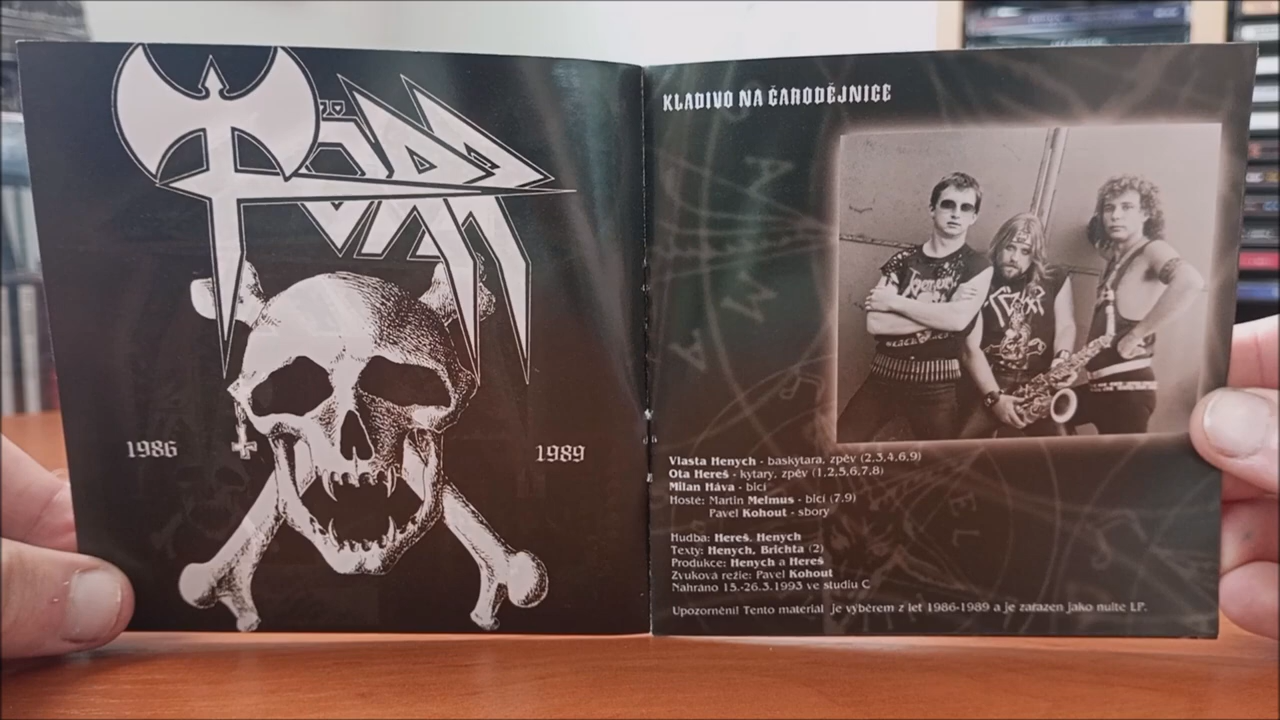 Törr
1986
1989
KLADIVO NA ČARODĚJNICE
Vlasta Henych - baskytara, zpěv (2,3,4,6,9)
Ota Hereš - kytary, zpěv (1,2,5,6,7,8)
Milan Háva - bicí
Hosté: Martin Melmus - bicí (7,9)
Pavel Kohout - sbory
Hudba: Hereš, Henych
Texty: Henych, Brichta (2)
Produkce: Henych a Hereš
Zvuková režie: Pavel Kohout
Nahráno 15.-26.3.1993 ve studiu C
Upozornění! Tento materiál je výběrem z let 1986-1989 a je zařazen jako nulté LP.